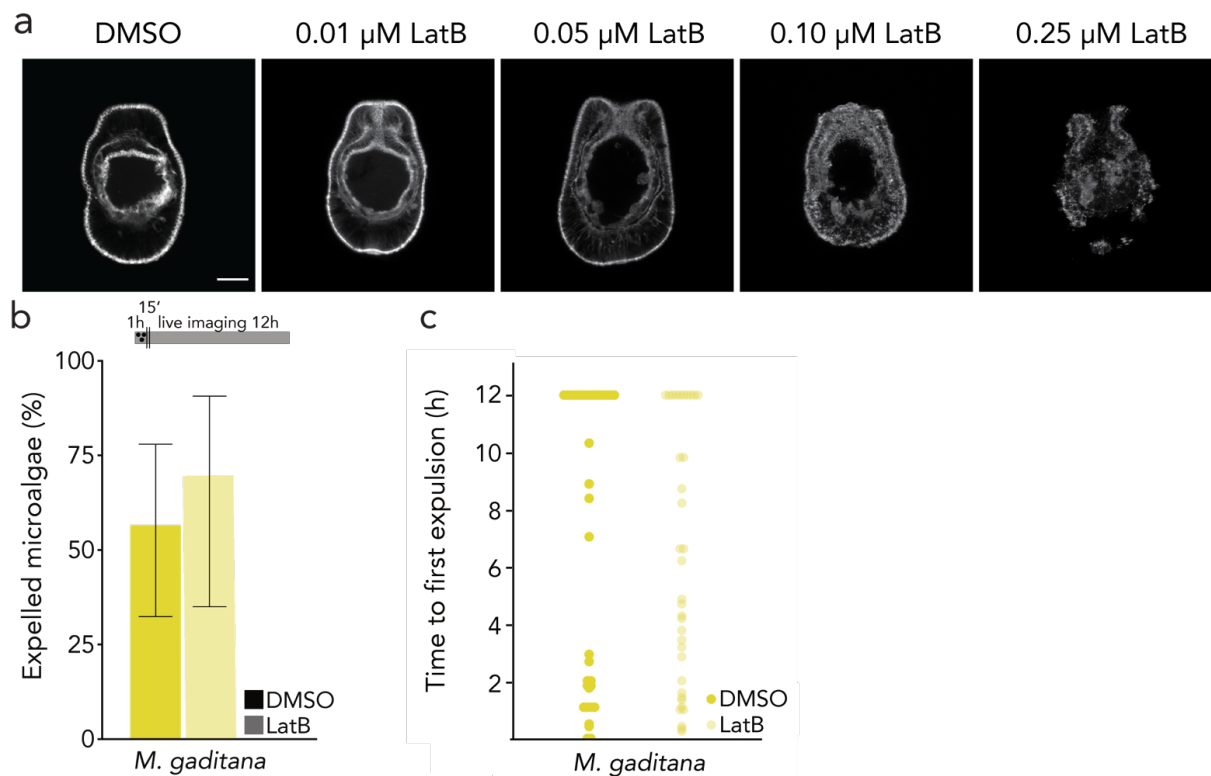 a
DMSO
0.01 µM LatB
0.05 µM LatB
0.10 µM LatB
0.25 µM LatB
b
15'
1h
live imaging 12h
Expelled microalgae (%)
100
75
50
25
0
DMSO
LatB
M. gaditana
c
Time to first expulsion (h)
12
10
8
6
4
2
DMSO
LatB
M. gaditana